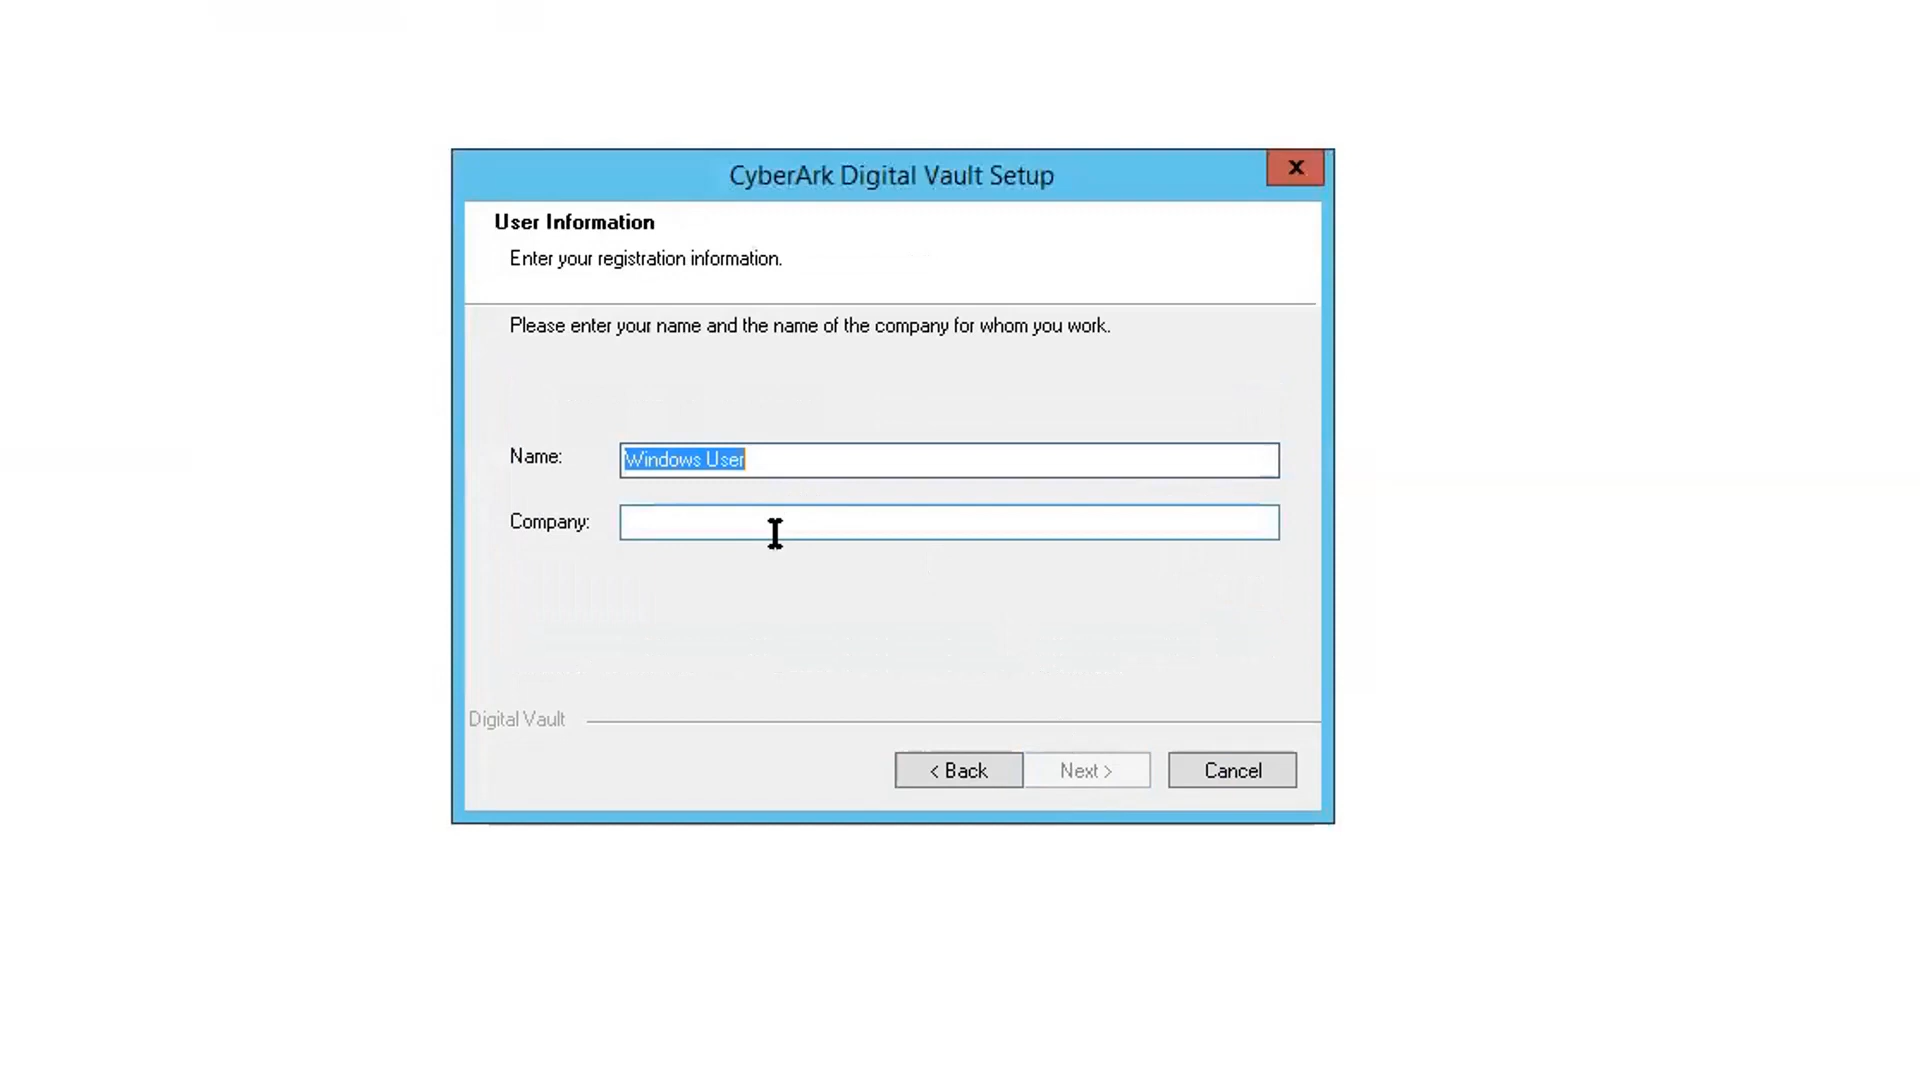 CyberArk Digital Vault Setup
x
User Information
Enter your registration information.
Please enter your name and the name of the company for whom you work.
Name:
Windows User
Company:
Digital Vault
< Back
Next >
Cancel